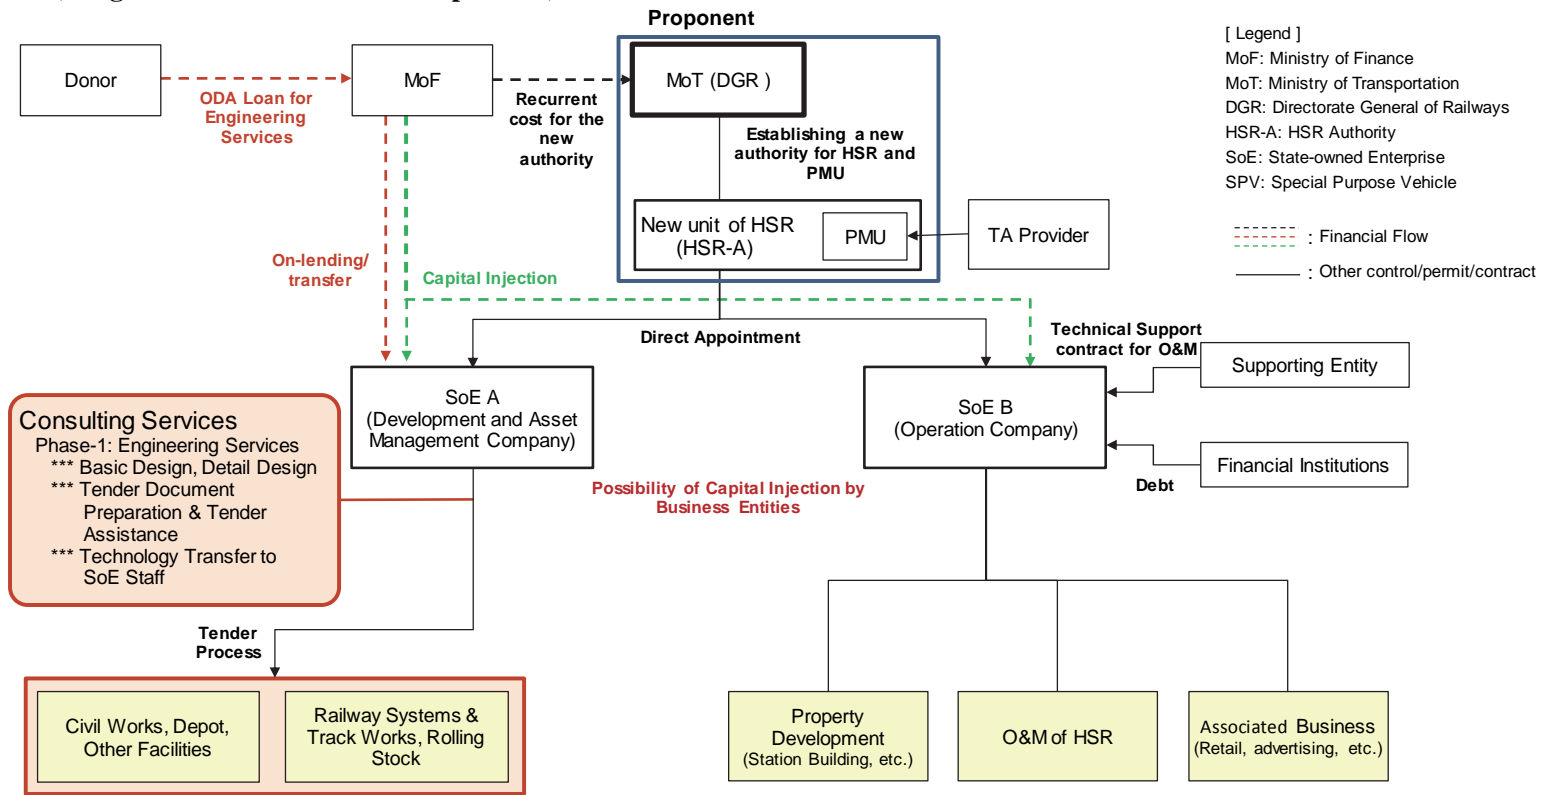 Proponent
[ Legend ]
MoF: Ministry of Finance
MoT: Ministry of Transportation
DGR: Directorate General of Railways
HSR-A: HSR Authority
SoE: State-owned Enterprise
SPV: Special Purpose Vehicle
: Financial Flow
: Other control/permit/contract
Donor
MoF
MoT (DGR )
ODA Loan for
Engineering
Services
Recurrent
cost for the
new
authority
Establishing a new
authority for HSR and
PMU
New unit of HSR
(HSR-A)
PMU
TA Provider
On-lending/
transfer
Capital Injection
Direct Appointment
Technical Support
contract for O&M
Supporting Entity
SoE A
(Development and Asset
Management Company)
SoE B
(Operation Company)
Financial Institutions
Debt
Consulting Services
Phase-1: Engineering Services
*** Basic Design, Detail Design
*** Tender Document
Preparation & Tender
Assistance
*** Technology Transfer to
SoE Staff
Possibility of Capital Injection by
Business Entities
Tender
Process
Civil Works, Depot,
Other Facilities
Railway Systems &
Track Works, Rolling
Stock
Property
Development
(Station Building, etc.)
O&M of HSR
Associated Business
(Retail, advertising, etc.)